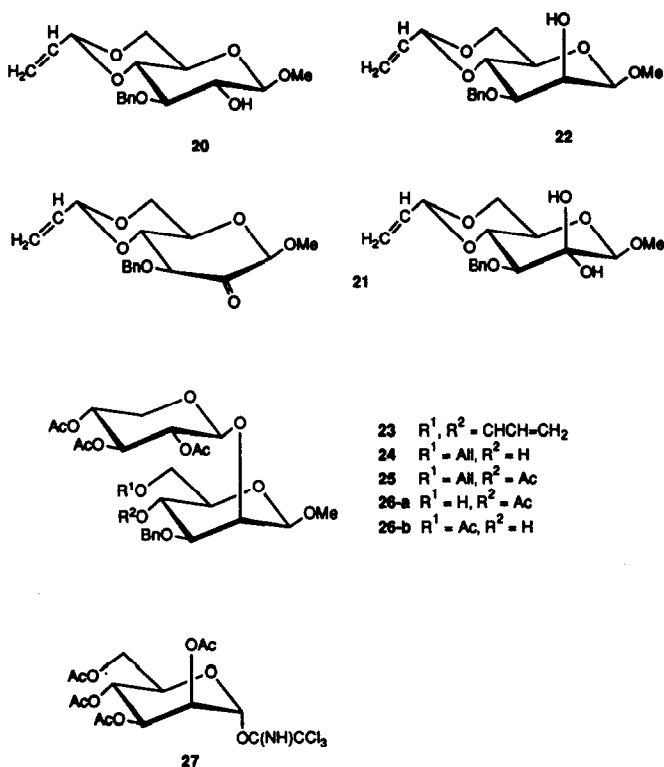 HO
H
O
O
OMe
H₂C
O
BnO
OH
20
HO
H
O
O
OMe
H₂C
O
BnO
22
H
O
O
OMe
H₂C
O
BnO
O
21
HO
H
O
O
OMe
H₂C
O
BnO
OH
AcO
O
O
AcO
OAc
R¹O
O
R²O
OMe
BnO
23 R¹, R² = CHCH=CH₂
24 R¹ = All, R² = H
25 R¹ = All, R² = Ac
26-a R¹ = H, R² = Ac
26-b R¹ = Ac, R² = H
OAc
AcO
O
AcO
AcO
OC(NH)CCl₃
27